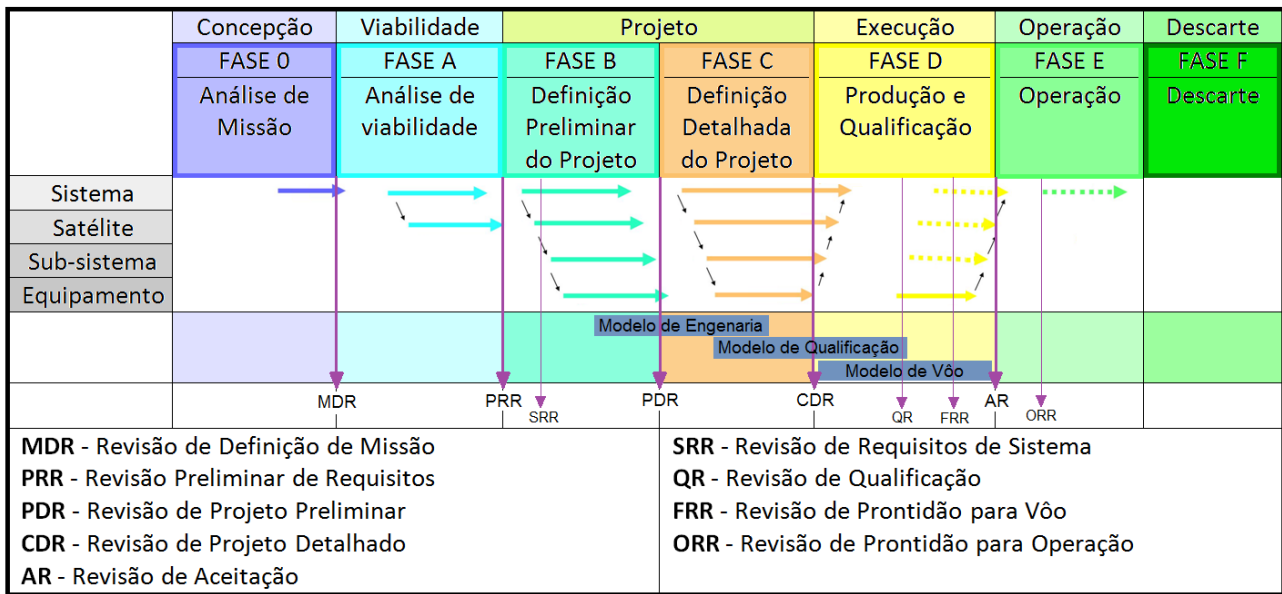 Concepção Viabilidade Projeto Execução Operação Descarte
FASE 0 FASE A FASE B FASE C FASE D FASE E FASE F
Análise de Análise de Definição Definição Produção e Operação Descarte
Missão viabilidade Preliminar Detalhada Qualificação
do Projeto do Projeto
Sistema
Satélite
Sub-sistema
Equipamento
Modelo de Engenaria
Modelo de Qualificação
Modelo de Vôo
MDR PRR PDR CDR AR
SRR QR FRR ORR
MDR - Revisão de Definição de Missão
PRR - Revisão Preliminar de Requisitos
PDR - Revisão de Projeto Preliminar
CDR - Revisão de Projeto Detalhado
AR - Revisão de Aceitação
SRR - Revisão de Requisitos de Sistema
QR - Revisão de Qualificação
FRR - Revisão de Prontidão para Vôo
ORR - Revisão de Prontidão para Operação